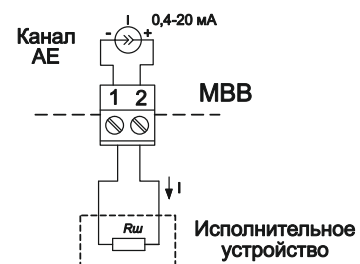 I
0,4-20 мА
Канал
АЕ
- +
1 2
МВВ
I
Rш
Исполнительное
устройство